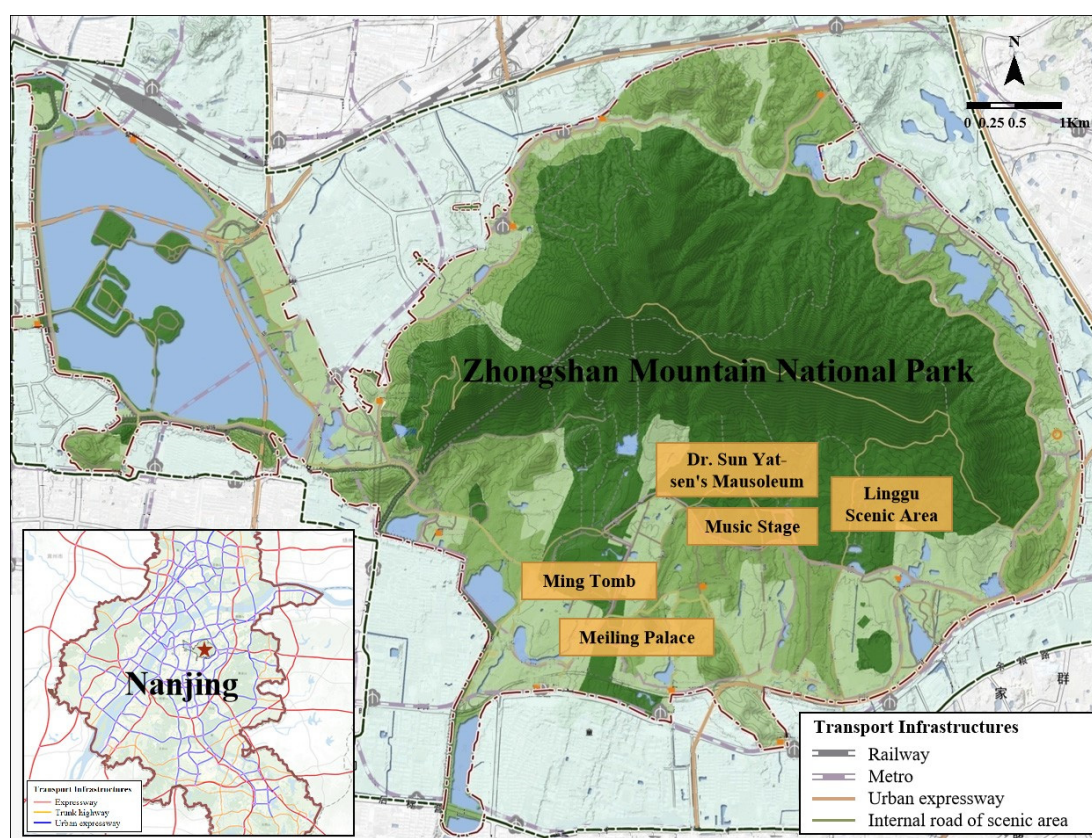 N
0 0.25 0.5 1Km
Zhongshan Mountain National Park
Dr. Sun Yat-
sen's Mausoleum
Linggu
Scenic Area
Music Stage
Ming Tomb
Meiling Palace
Nanjing
Transport Infrastructures
Expressway
Trunk highway
Urban expressway
群
家
Transport Infrastructures
Railway
Metro
Urban expressway
Internal road of scenic area